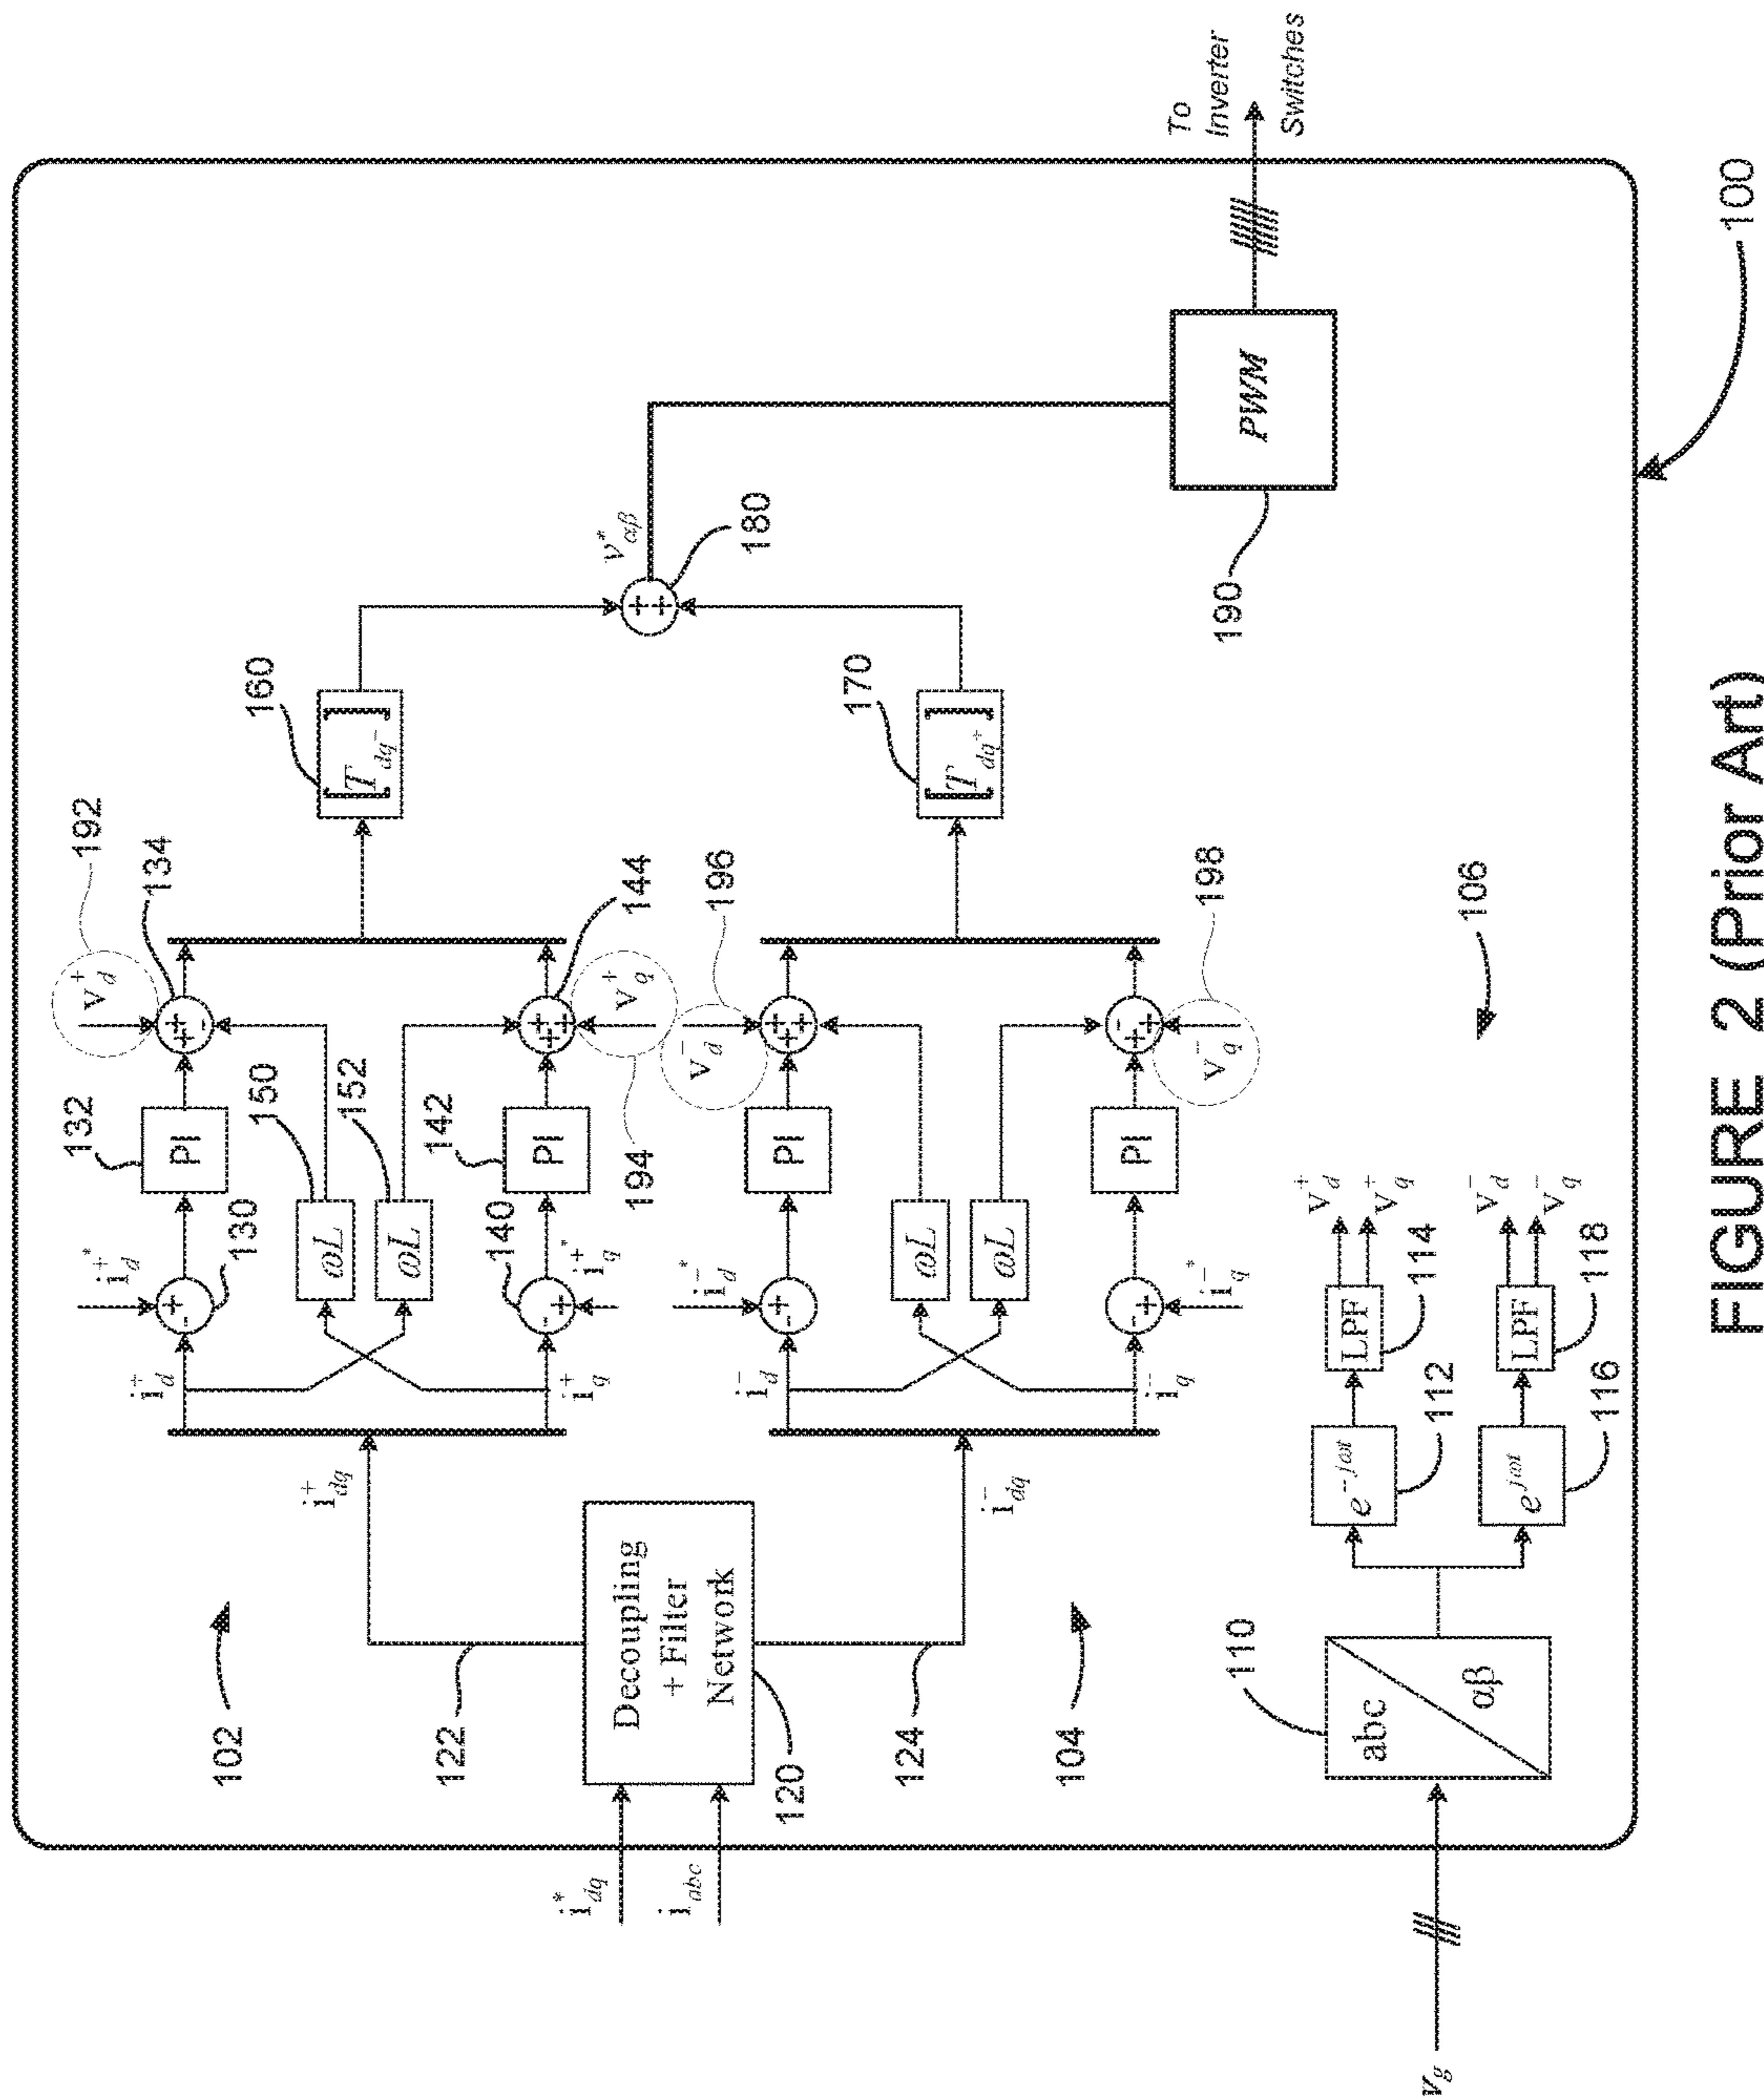 102
122
i*dq
iabc
Decoupling
+ Filter
Network
120
124
104
i+dq
i-dq
i+d
i+*d
+
-
130
132
PI
v+d
192
134
+
+
-
150
ωL
152
ωL
140
i+q
i+*q
-
+
142
PI
194
v+q
144
+
+
+
160
[Tdq-]
i-d
i-*d
+
-
PI
v-d
196
+
+
+
ωL
ωL
i-q
i-*q
-
+
PI
v-q
198
-
+
+
170
[Tdq+]
v*αβ
180
+
+
190
PWM
To
Inverter
Switches
106
vg
110
abc
αβ
e-jωt
112
LPF
114
v+d
v+q
ejωt
116
LPF
118
v-d
v-q
100
FIGURE 2 (Prior Art)